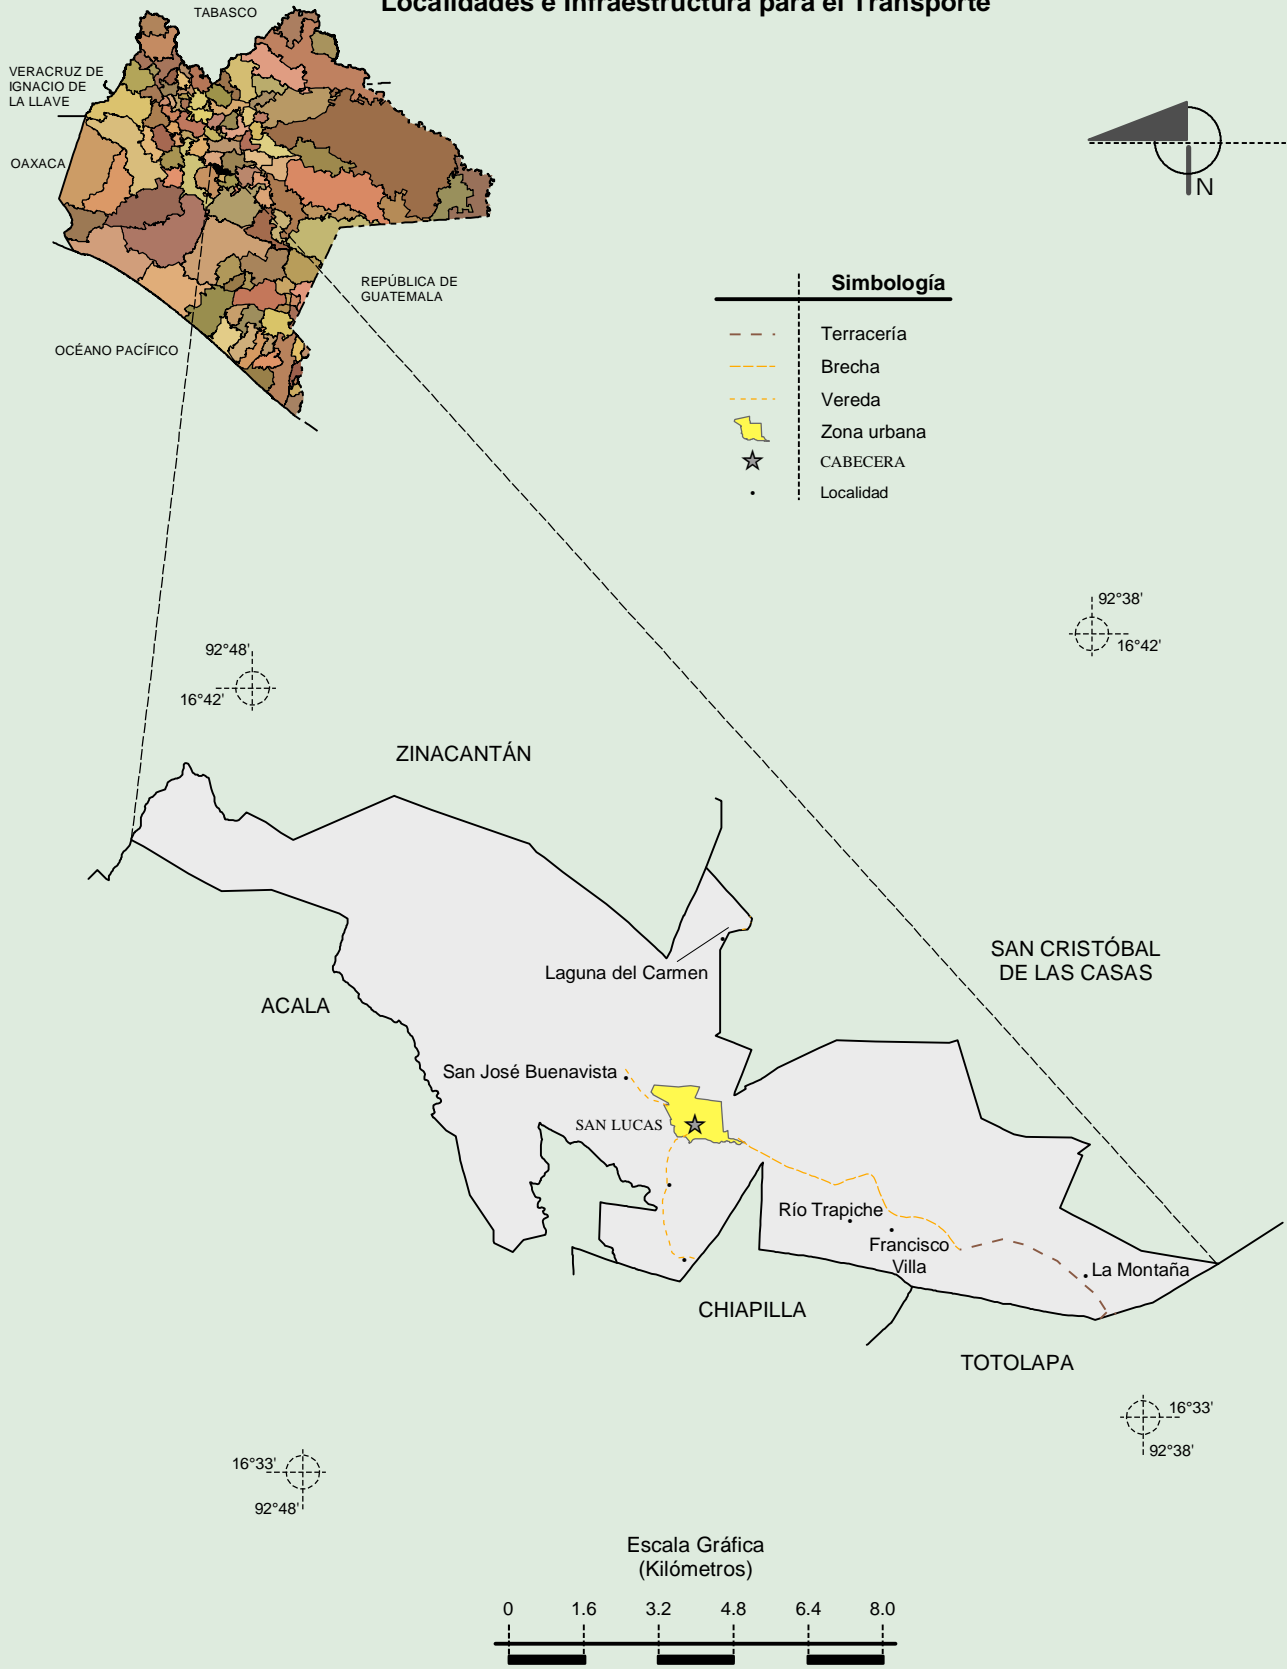 Localidades e Infraestructura para el Transporte
TABASCO
VERACRUZ DE
IGNACIO DE
LA LLAVE
OAXACA
REPÚBLICA DE
GUATEMALA
OCÉANO PACÍFICO
N
Simbología
Terracería
Brecha
Vereda
Zona urbana
CABECERA
Localidad
92°38'
16°42'
92°48'
16°42'
ZINACANTÁN
SAN CRISTÓBAL
DE LAS CASAS
Laguna del Carmen
ACALA
San José Buenavista
SAN LUCAS
Río Trapiche
Francisco
Villa
La Montaña
CHIAPILLA
TOTOLAPA
16°33'
92°38'
16°33'
92°48'
Escala Gráfica
(Kilómetros)
0 1.6 3.2 4.8 6.4 8.0